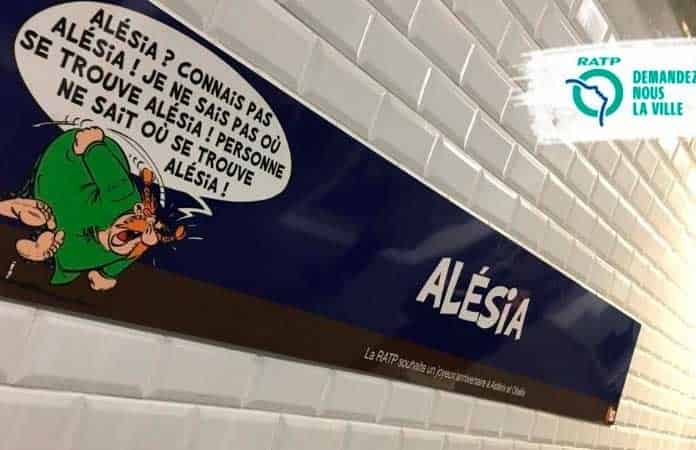 ALÉSiA ? CONNAiS PAS
ALÉSiA ! JE NE SAiS PAS OÙ
SE TROUVE ALÉSiA ! PERSONNE
NE SAiT OÙ SE TROUVE
ALÉSiA !
RATP
DEMANDEZ
NOUS
LA VILLE
ALÉSiA
La RATP souhaite un joyeux anniversaire à Astérix et Obélix